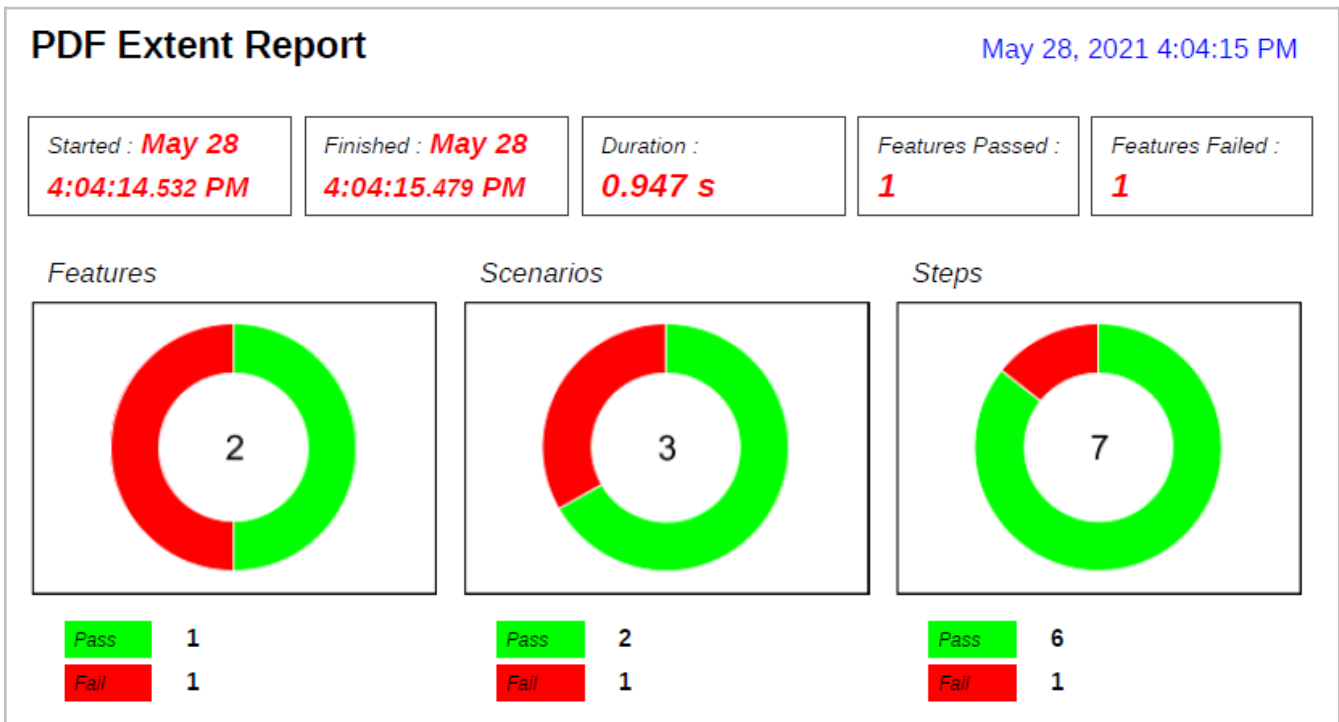 PDF Extent Report
May 28, 2021 4:04:15 PM
Started : May 28
4:04:14.532 PM
Finished : May 28
4:04:15.479 PM
Duration :
0.947 s
Features Passed :
1
Features Failed :
1
Features
Scenarios
Steps
2
3
7
Pass 1
Fail 1
Pass 2
Fail 1
Pass 6
Fail 1